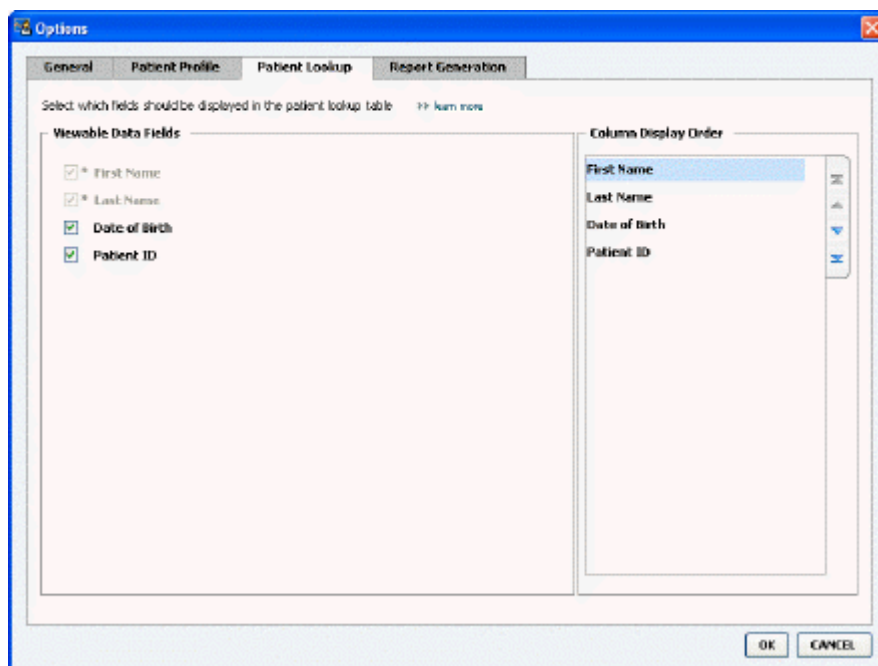 Options
General Patient Profile Patient Lookup Report Generation
Select which fields should be displayed in the patient lookup table >> learn more
Viewable Data Fields Column Display Order
* First Name
* Last Name
Date of Birth
Patient ID
First Name
Last Name
Date of Birth
Patient ID
OK CANCEL